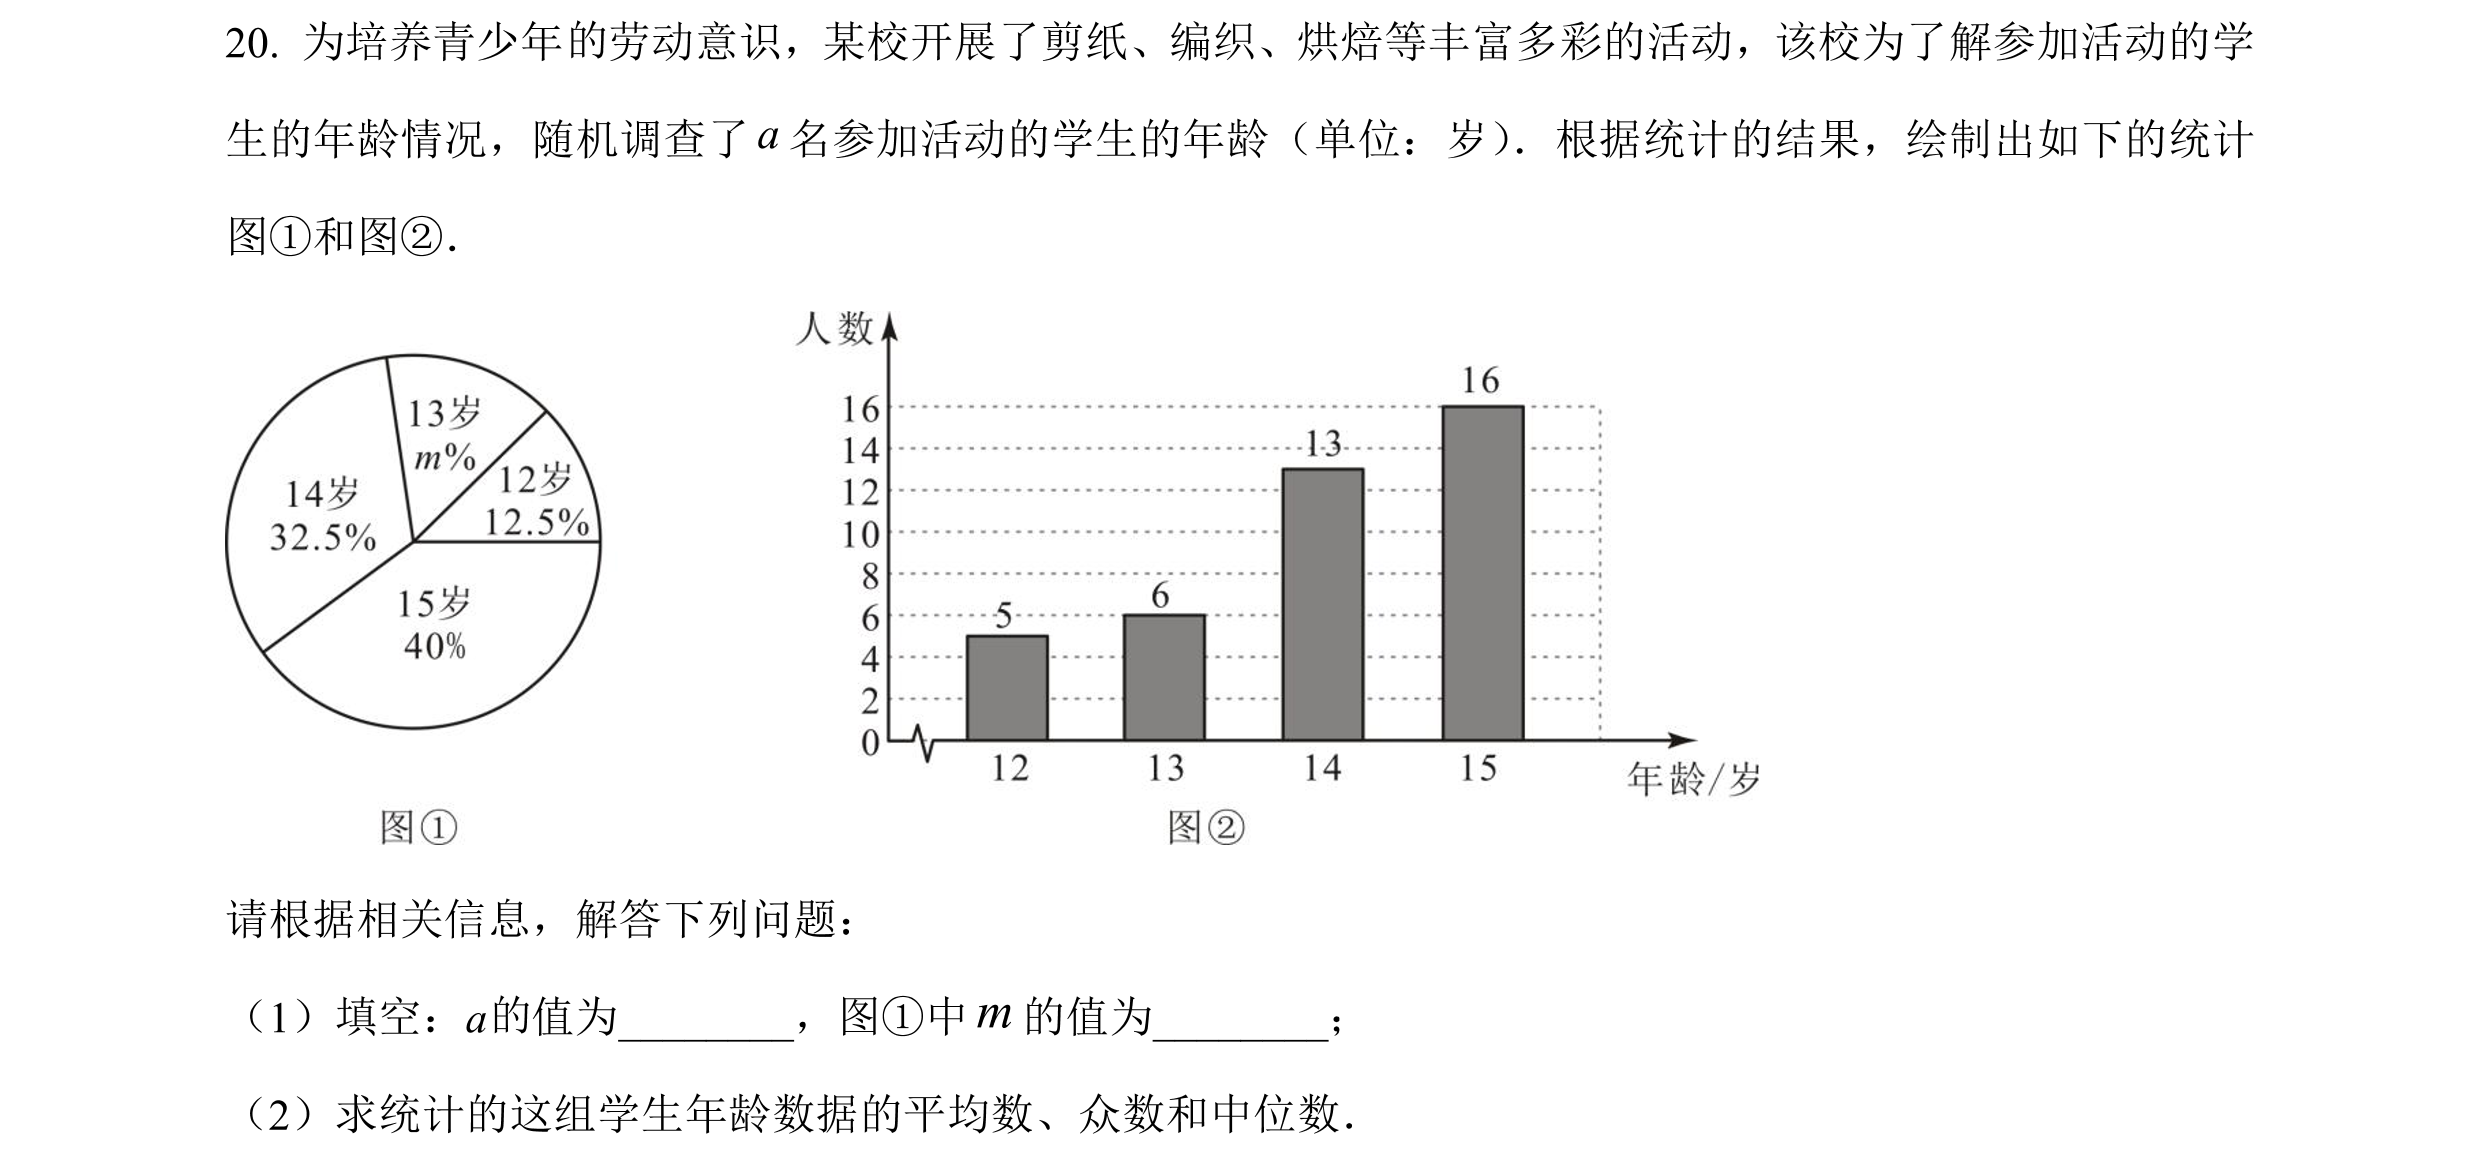 20. 为培养青少年的劳动意识，某校开展了剪纸、编织、烘焙等丰富多彩的活动，该校为了解参加活动的学
生的年龄情况，随机调查了a名参加活动的学生的年龄（单位：岁）．根据统计的结果，绘制出如下的统计
图①和图②．
13岁
m%
12岁
12.5%
14岁
32.5%
15岁
40%
图①
人数
16
14
12
10
8
6
4
2
0
5
6
13
16
12
13
14
15
年龄/岁
图②
请根据相关信息，解答下列问题：
（1）填空：a的值为________，图①中m的值为________；
（2）求统计的这组学生年龄数据的平均数、众数和中位数．